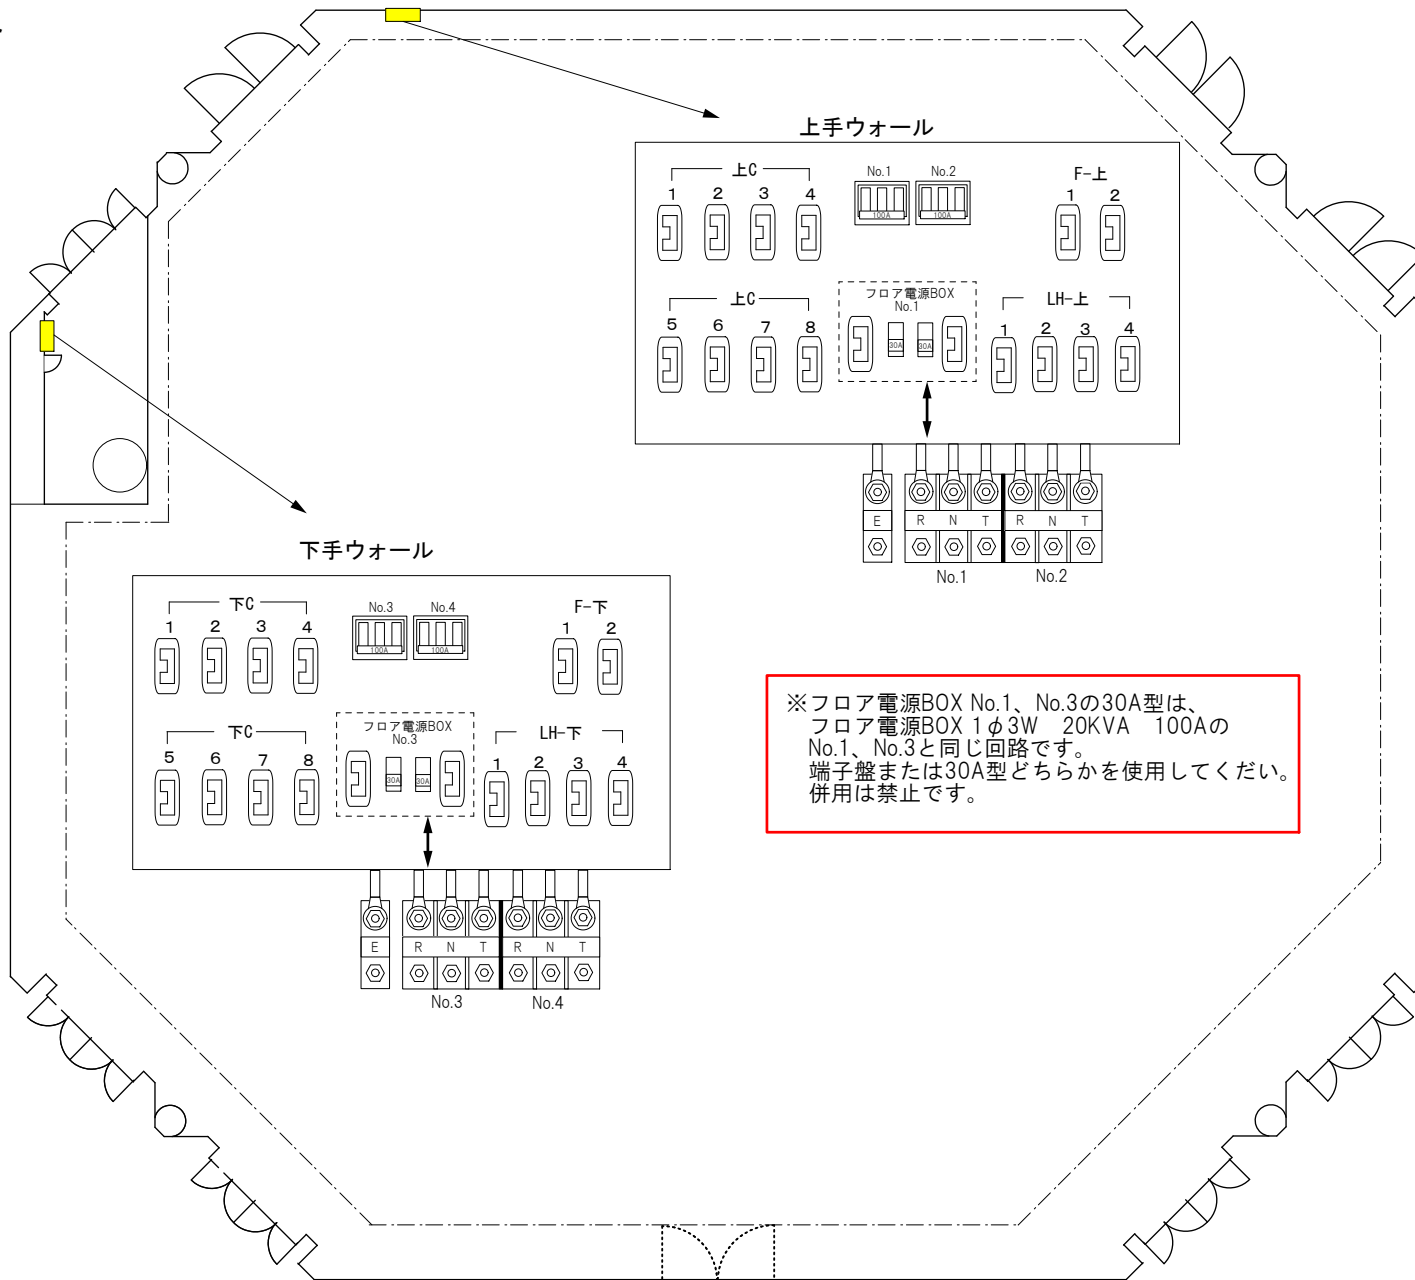 上手ウォール
上C
No.1 No.2
F-上
1 2 3 4
1 2
100A 100A
上C
フロア電源BOX
No.1
LH-上
5 6 7 8
1 2 3 4
30A 30A
E R N T R N T
No.1 No.2
下手ウォール
下C
No.3 No.4
F-下
1 2 3 4
1 2
100A 100A
下C
フロア電源BOX
No.3
LH-下
5 6 7 8
1 2 3 4
30A 30A
E R N T R N T
No.3 No.4
※フロア電源BOX No.1、No.3の30A型は、
フロア電源BOX 1φ3W 20KVA 100Aの
No.1、No.3と同じ回路です。
端子盤または30A型どちらかを使用してくだい。
併用は禁止です。